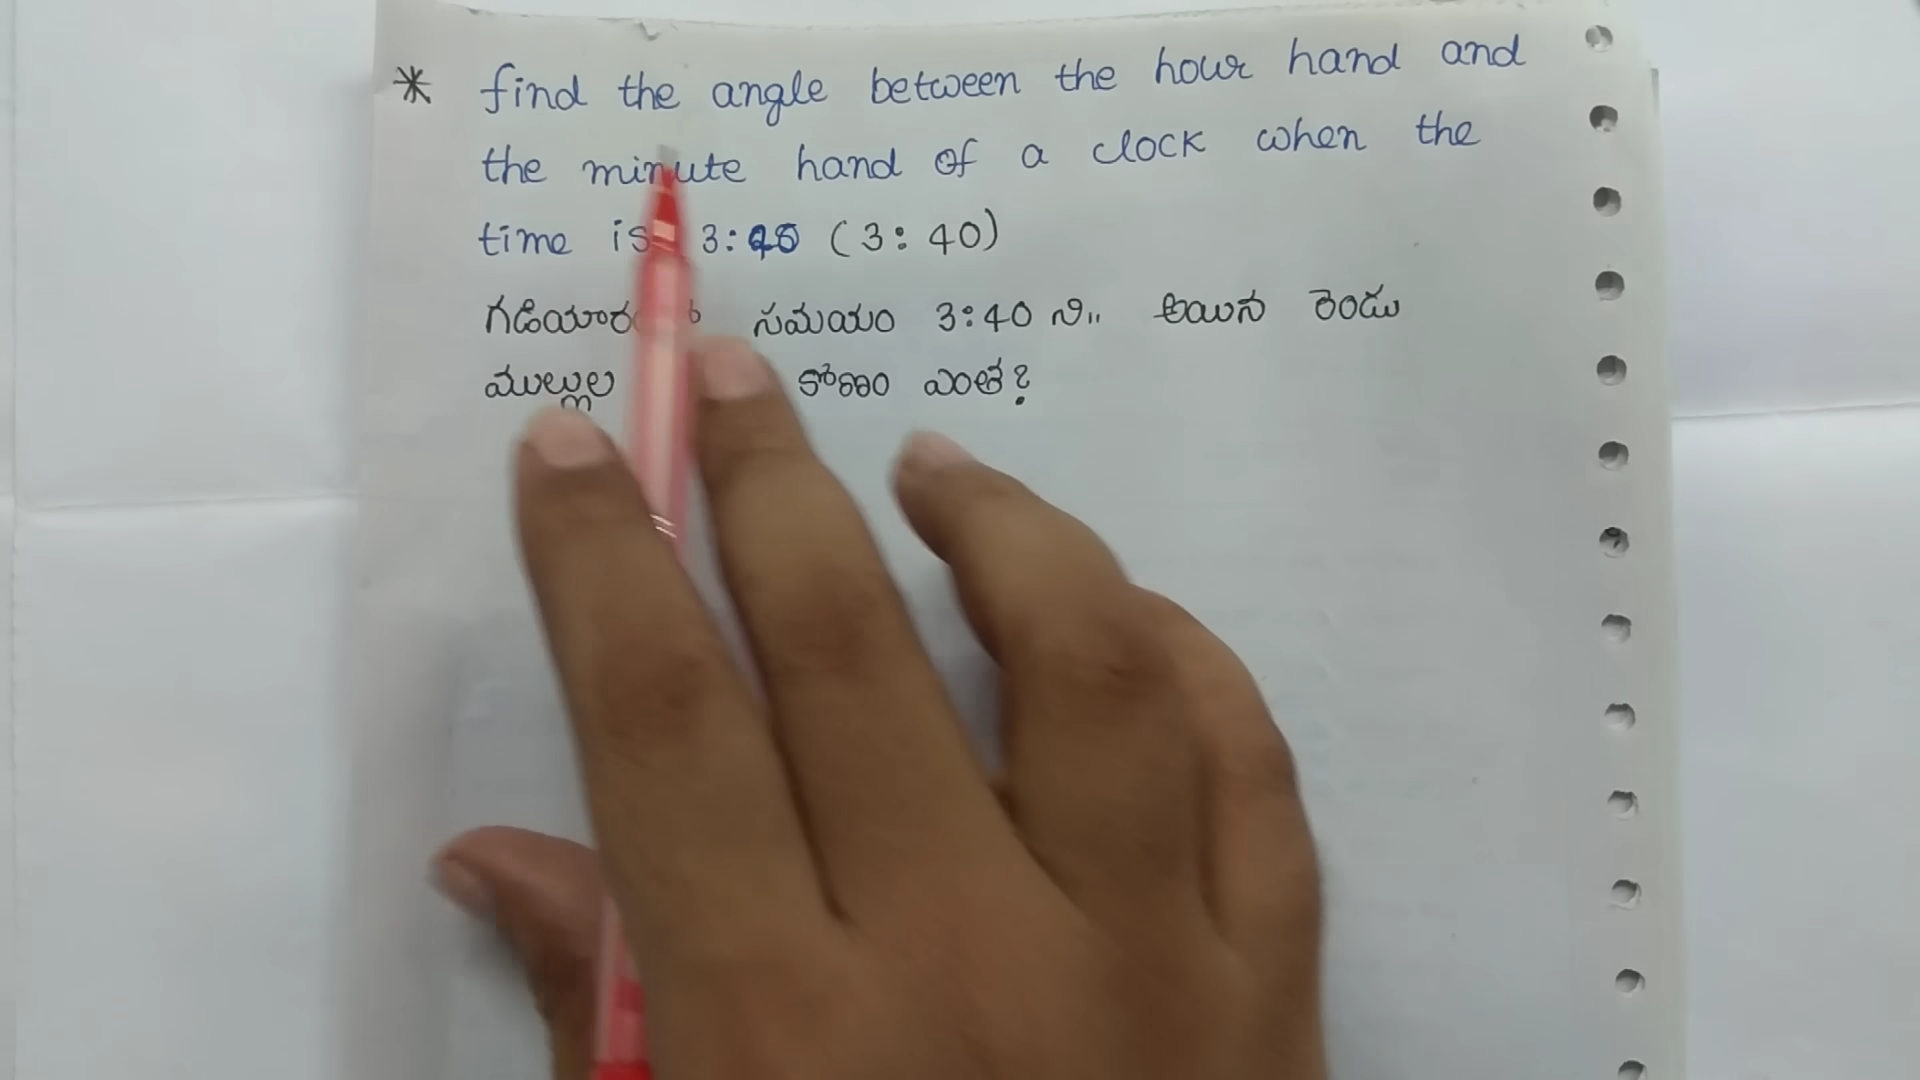 * find the angle between the hour hand and
the minute hand of a clock when the
time is 3:40 (3:40)
సమయం 3:40 ని॥ అయిన రెండు
ముల్లుల కోణం ఎంత?